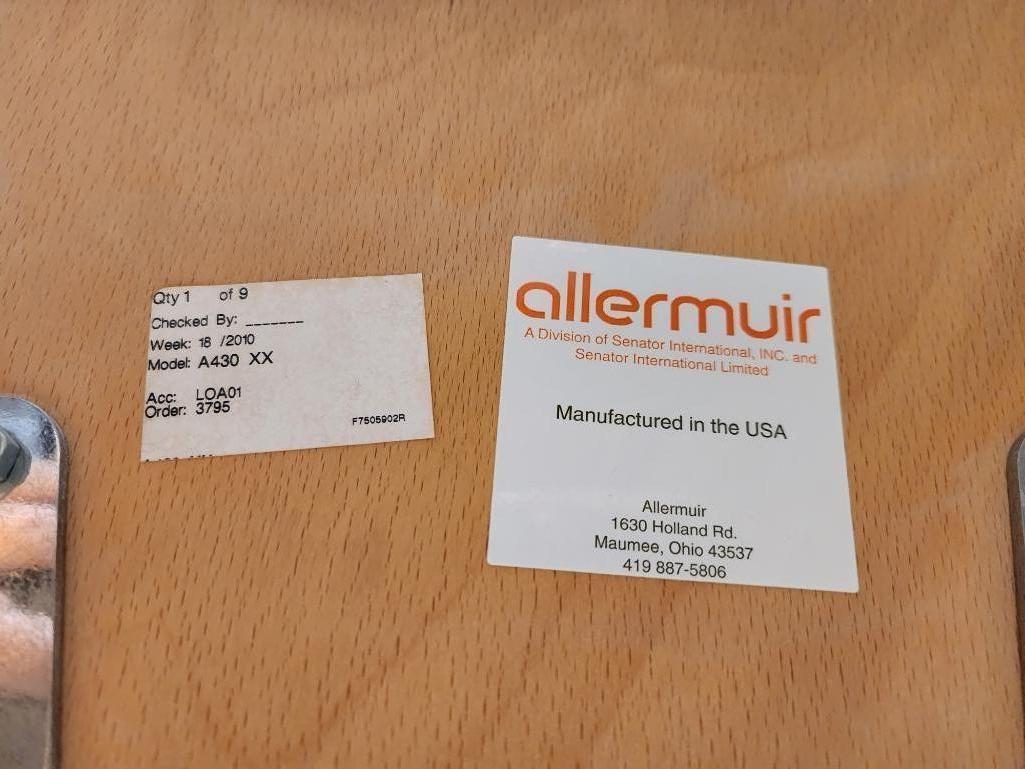 Qty 1 of 9
Checked By: _______
Week: 18 /2010
Model: A430 XX
Acc: LOA01
Order: 3795
F7505902R
allermuir
A Division of Senator International, INC. and
Senator International Limited
Manufactured in the USA
Allermuir
1630 Holland Rd.
Maumee, Ohio 43537
419 887-5806